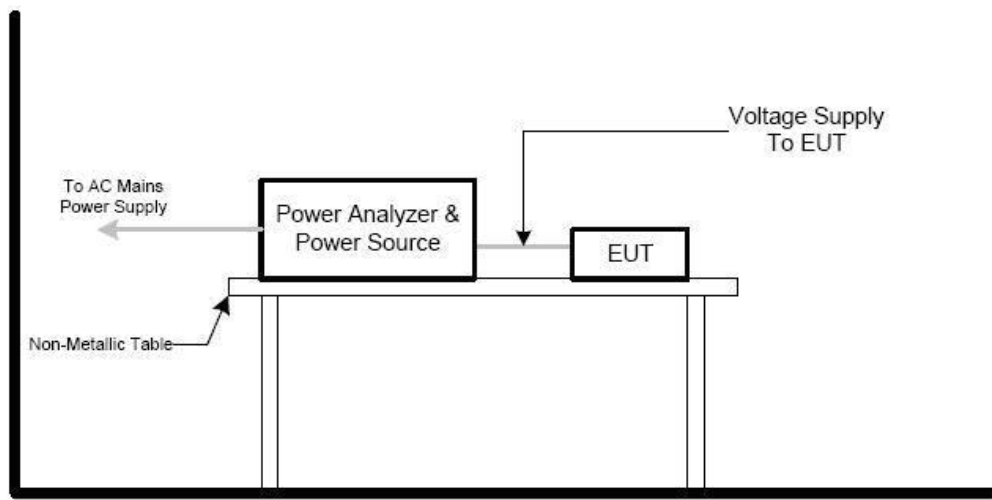 Voltage Supply
To EUT
To AC Mains
Power Supply
Power Analyzer &
Power Source
EUT
Non-Metallic Table